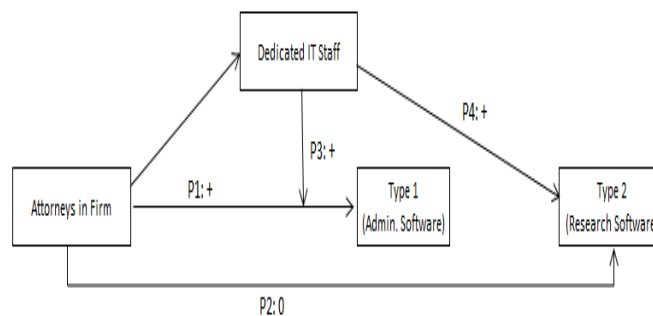 Dedicated IT Staff
P4: +
P3: +
P1: +
Attorneys in Firm
Type 1
(Admin. Software)
Type 2
(Research Software)
P2: 0